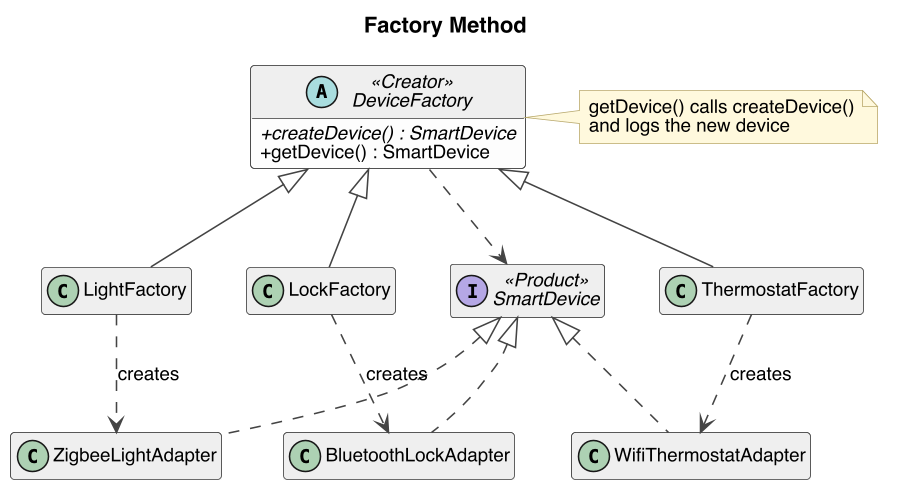 Factory Method
A
«Creator»
DeviceFactory
+createDevice() : SmartDevice
+getDevice() : SmartDevice
getDevice() calls createDevice()
and logs the new device
C LightFactory
C LockFactory
I
«Product»
SmartDevice
C ThermostatFactory
creates
creates
creates
C ZigbeeLightAdapter
C BluetoothLockAdapter
C WifiThermostatAdapter